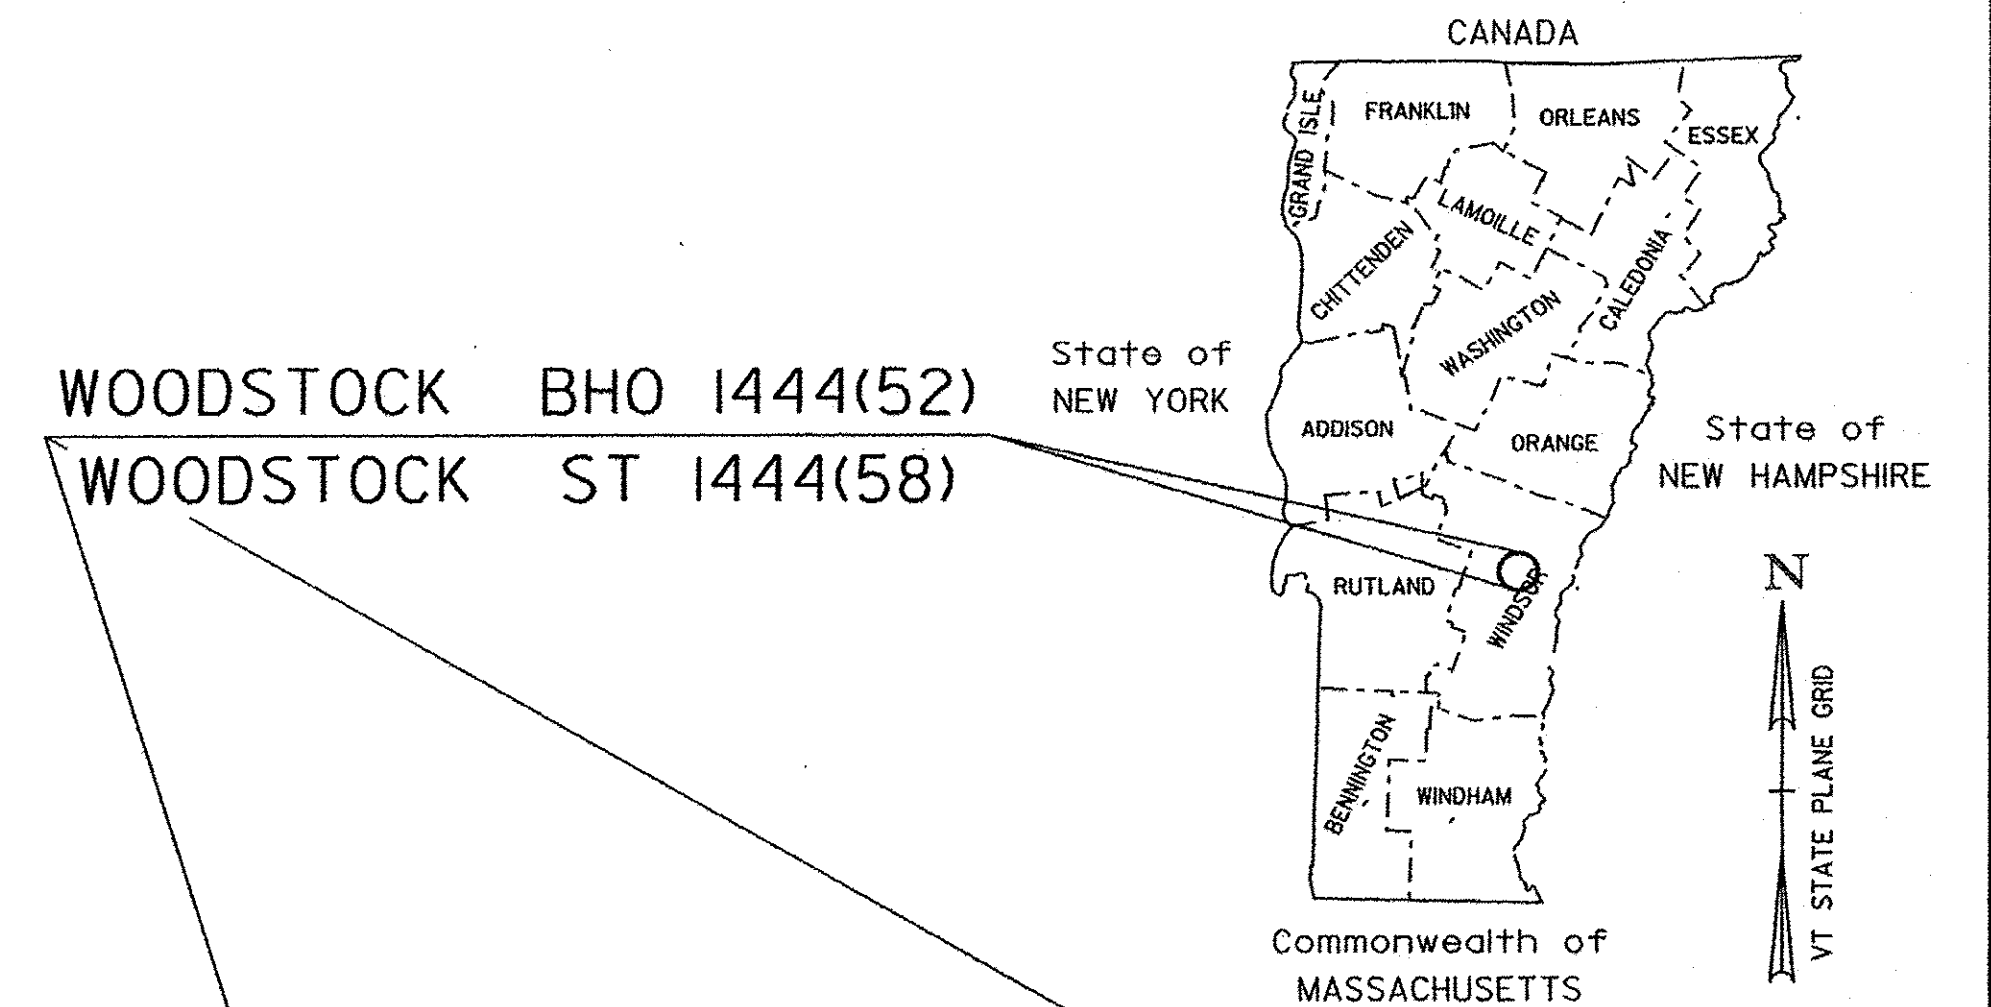 CANADA
GRAND ISLE
FRANKLIN
ORLEANS
ESSEX
LAMOILLE
CHITTENDEN
CALEDONIA
WASHINGTON
State of
NEW YORK
WOODSTOCK BHO 1444(52)
WOODSTOCK ST 1444(58)
ADDISON
ORANGE
State of
NEW HAMPSHIRE
RUTLAND
WINDSOR
N
VT STATE PLANE GRID
BENNINGTON
WINDHAM
Commonwealth of
MASSACHUSETTS